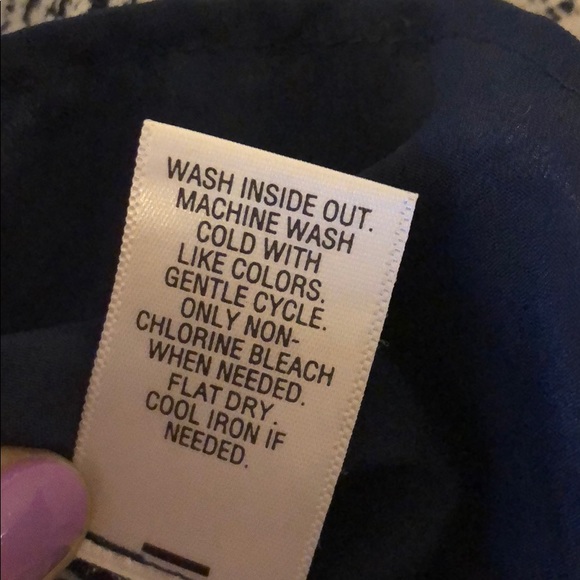 WASH INSIDE OUT.
MACHINE WASH
COLD WITH
LIKE COLORS.
GENTLE CYCLE.
ONLY NON-
CHLORINE BLEACH
WHEN NEEDED.
FLAT DRY.
COOL IRON IF
NEEDED.